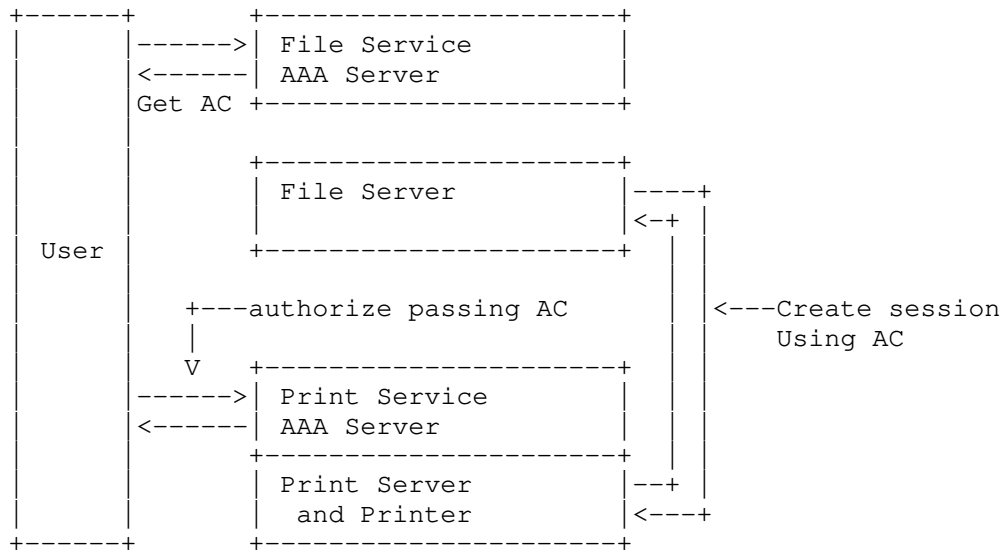 File Service
AAA Server
Get AC
File Server
User
authorize passing AC
Create session
Using AC
Print Service
AAA Server
Print Server
and Printer